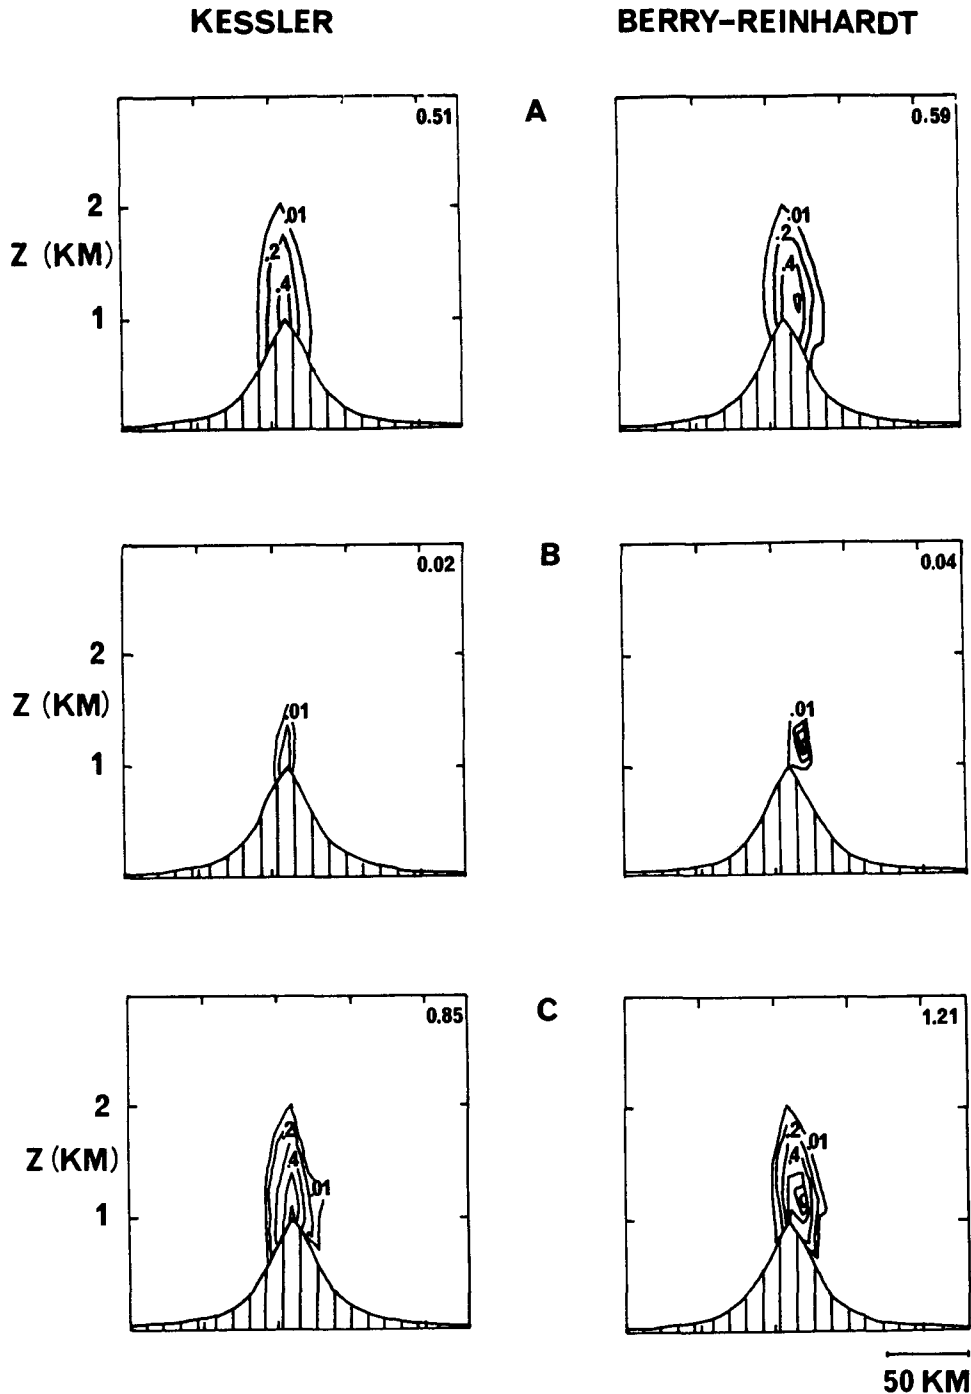 KESSLER BERRY-REINHARDT
A
0.51 0.59
.01 .01
.2 .2
.4 .4
2
Z (KM)
1
B
0.02 0.04
.01 .01
2
Z (KM)
1
C
0.85 1.21
.2 .2
.01
.4 .4
.01
2
Z (KM)
1
50 KM